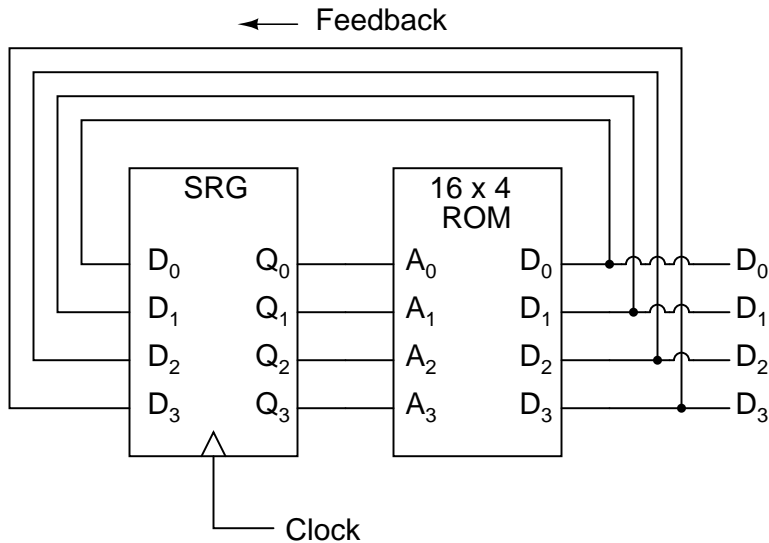 Feedback
SRG
16 x 4
ROM
D₀ Q₀ A₀ D₀ D₀
D₁ Q₁ A₁ D₁ D₁
D₂ Q₂ A₂ D₂ D₂
D₃ Q₃ A₃ D₃ D₃
Clock